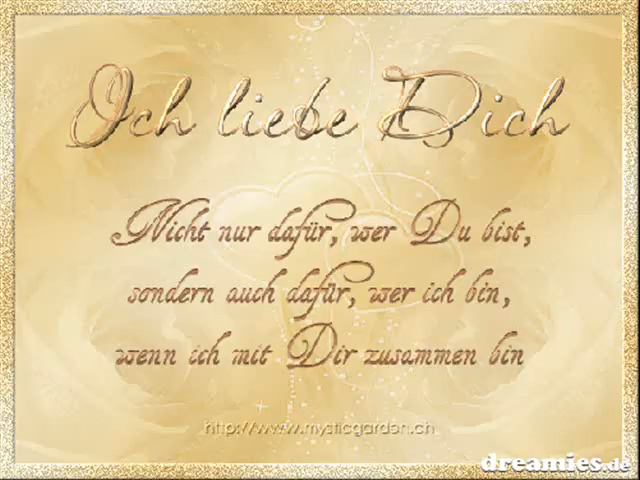 Ich liebe Dich
Nicht nur dafür, wer Du bist,
sondern auch dafür, wer ich bin,
wenn ich mit Dir zusammen bin
http://www.mysticgarden.ch
dreamies.de